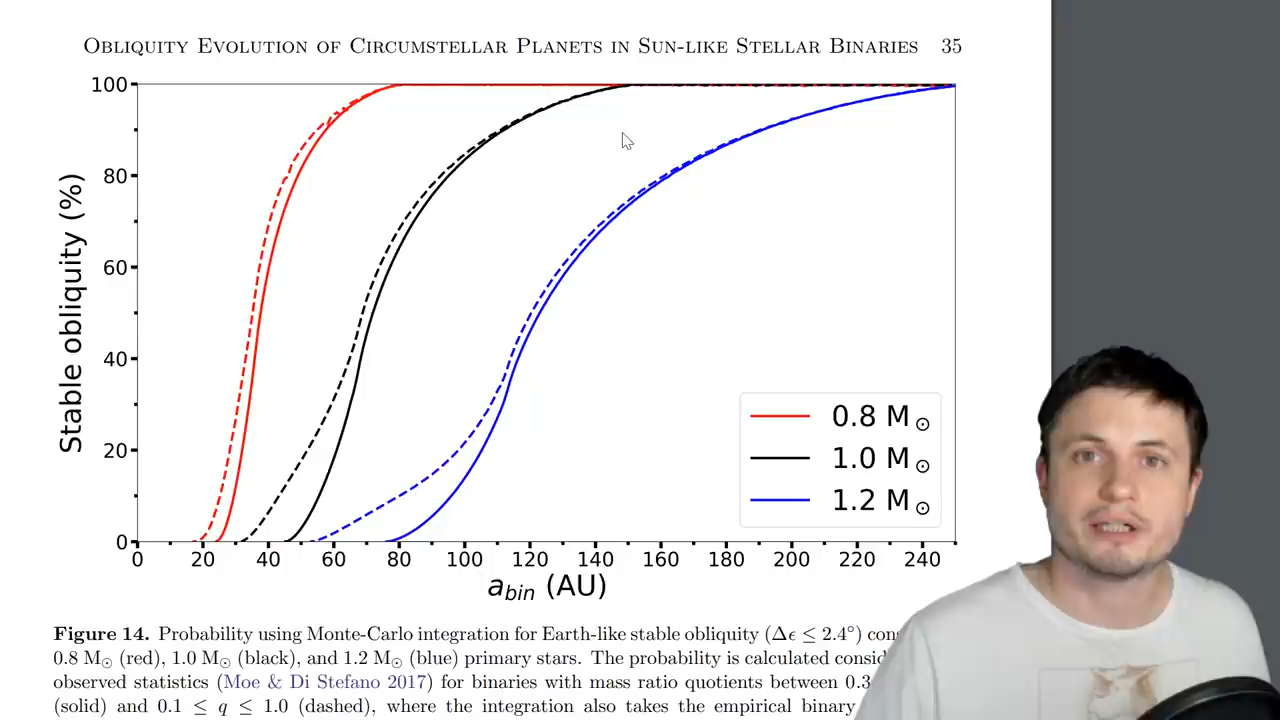 Obliquity Evolution of Circumstellar Planets in Sun-like Stellar Binaries 35
100
80
60
40
20
0
Stable obliquity (%)
0.8 M⊙
1.0 M⊙
1.2 M⊙
0 20 40 60 80 100 120 140 160 180 200 220 240
a_bin (AU)
Figure 14. Probability using Monte-Carlo integration for Earth-like stable obliquity (Δϵ ≤ 2.4°)
0.8 M⊙ (red), 1.0 M⊙ (black), and 1.2 M⊙ (blue) primary stars. The probability is calculated
observed statistics (Moe & Di Stefano 2017) for binaries with mass ratio quotients between 0.3
(solid) and 0.1 ≤ q ≤ 1.0 (dashed), where the integration also takes the empirical binary